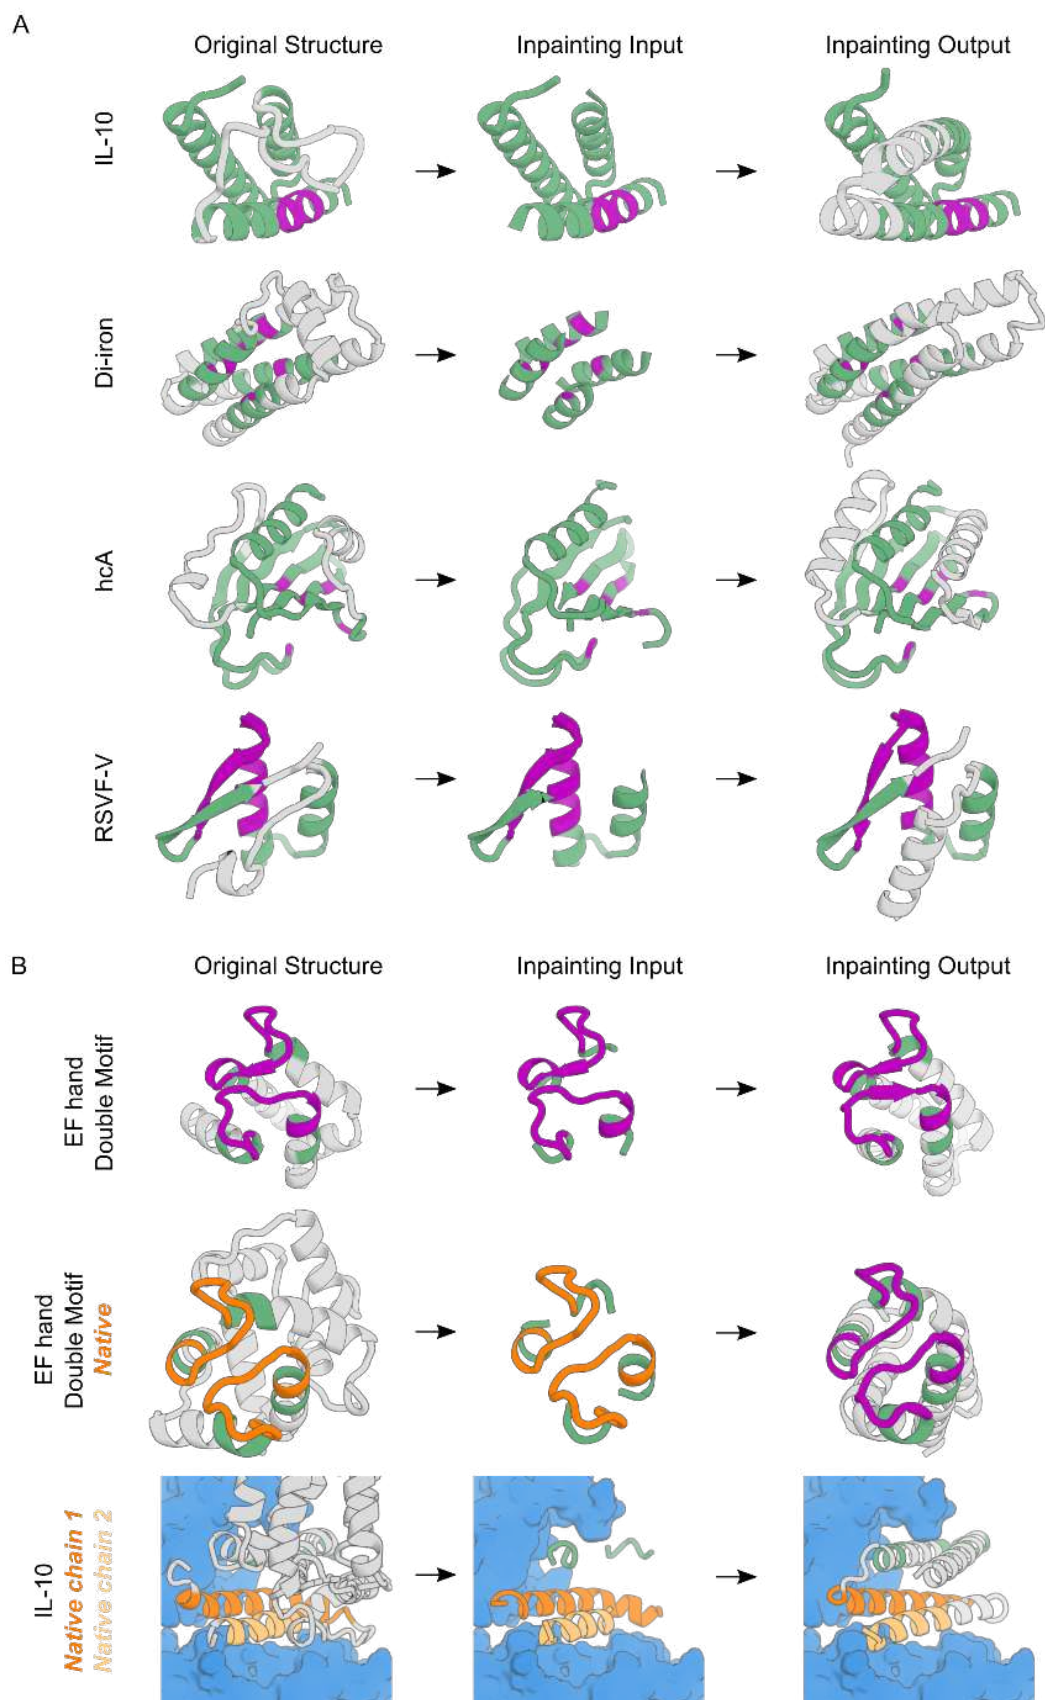 A
Original Structure
Inpainting Input
Inpainting Output
IL-10
Di-iron
hcA
RSVF-V
B
Original Structure
Inpainting Input
Inpainting Output
EF hand
Double Motif
EF hand
Double Motif
Native
IL-10
Native chain 1
Native chain 2